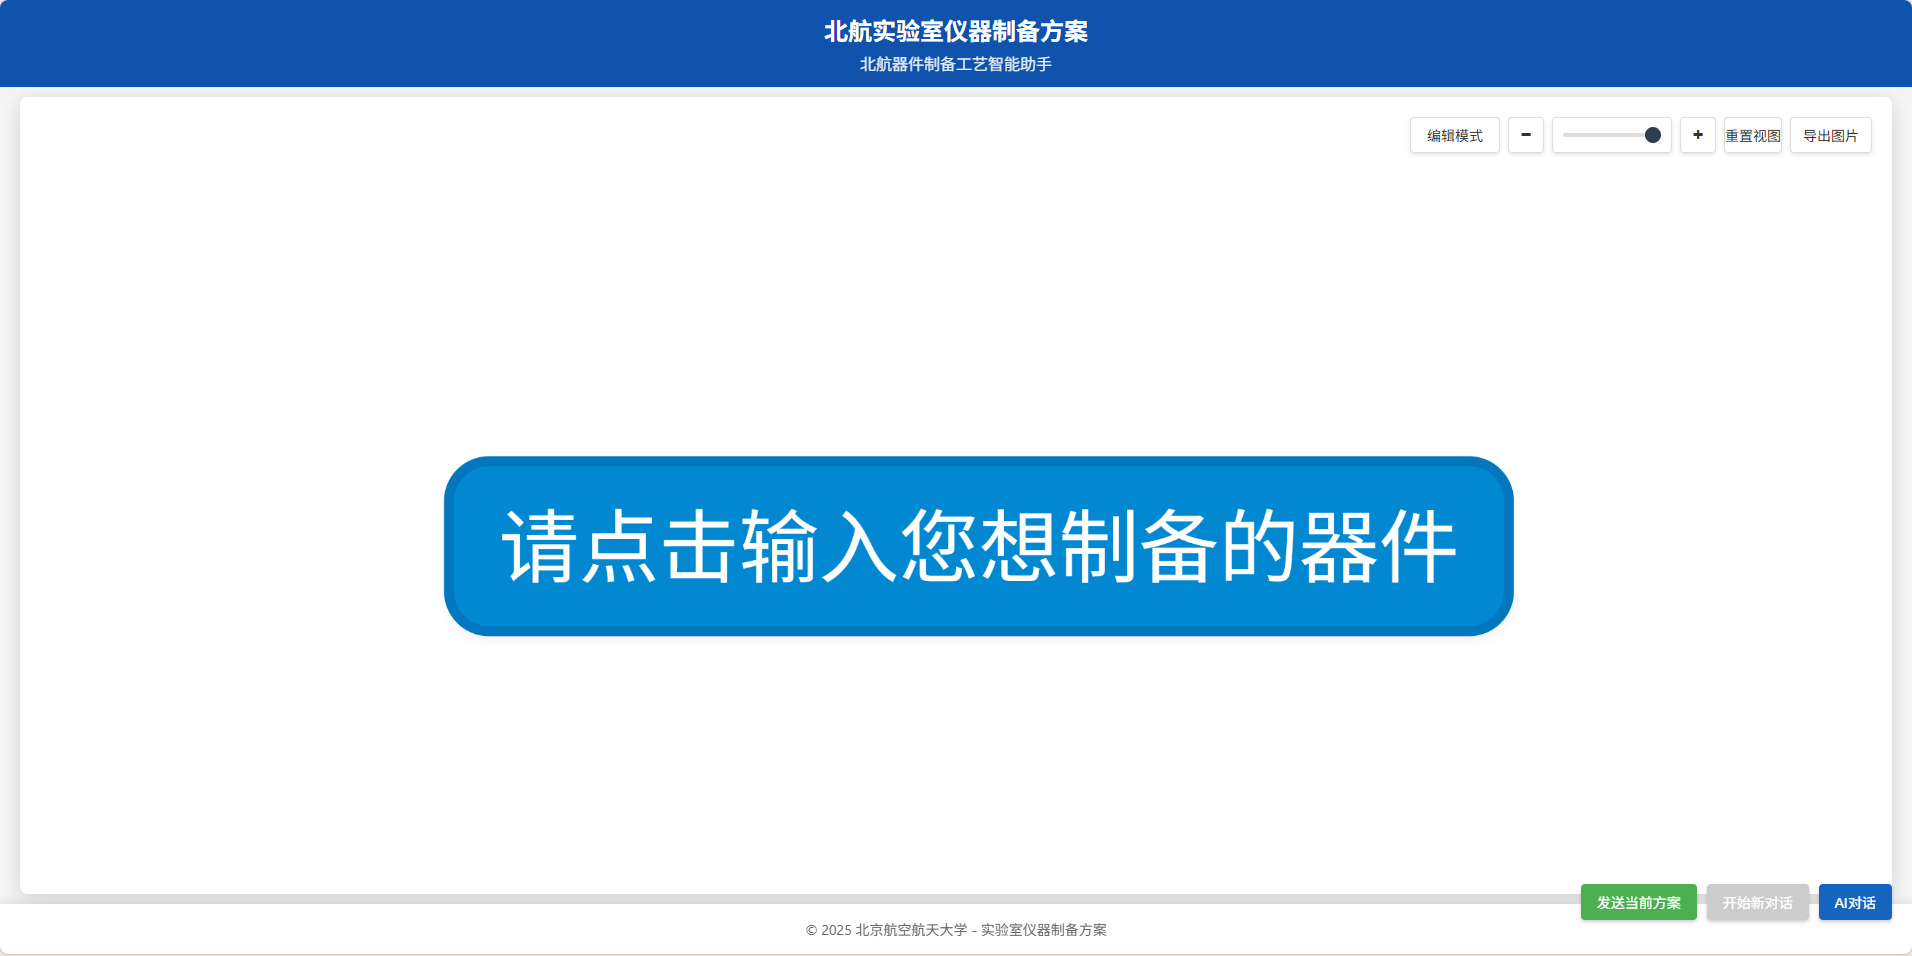 北航实验室仪器制备方案
北航器件制备工艺智能助手
编辑模式 - + 重置视图 导出图片
请点击输入您想制备的器件
发送当前方案 开始新对话 AI对话
© 2025 北京航空航天大学 - 实验室仪器制备方案